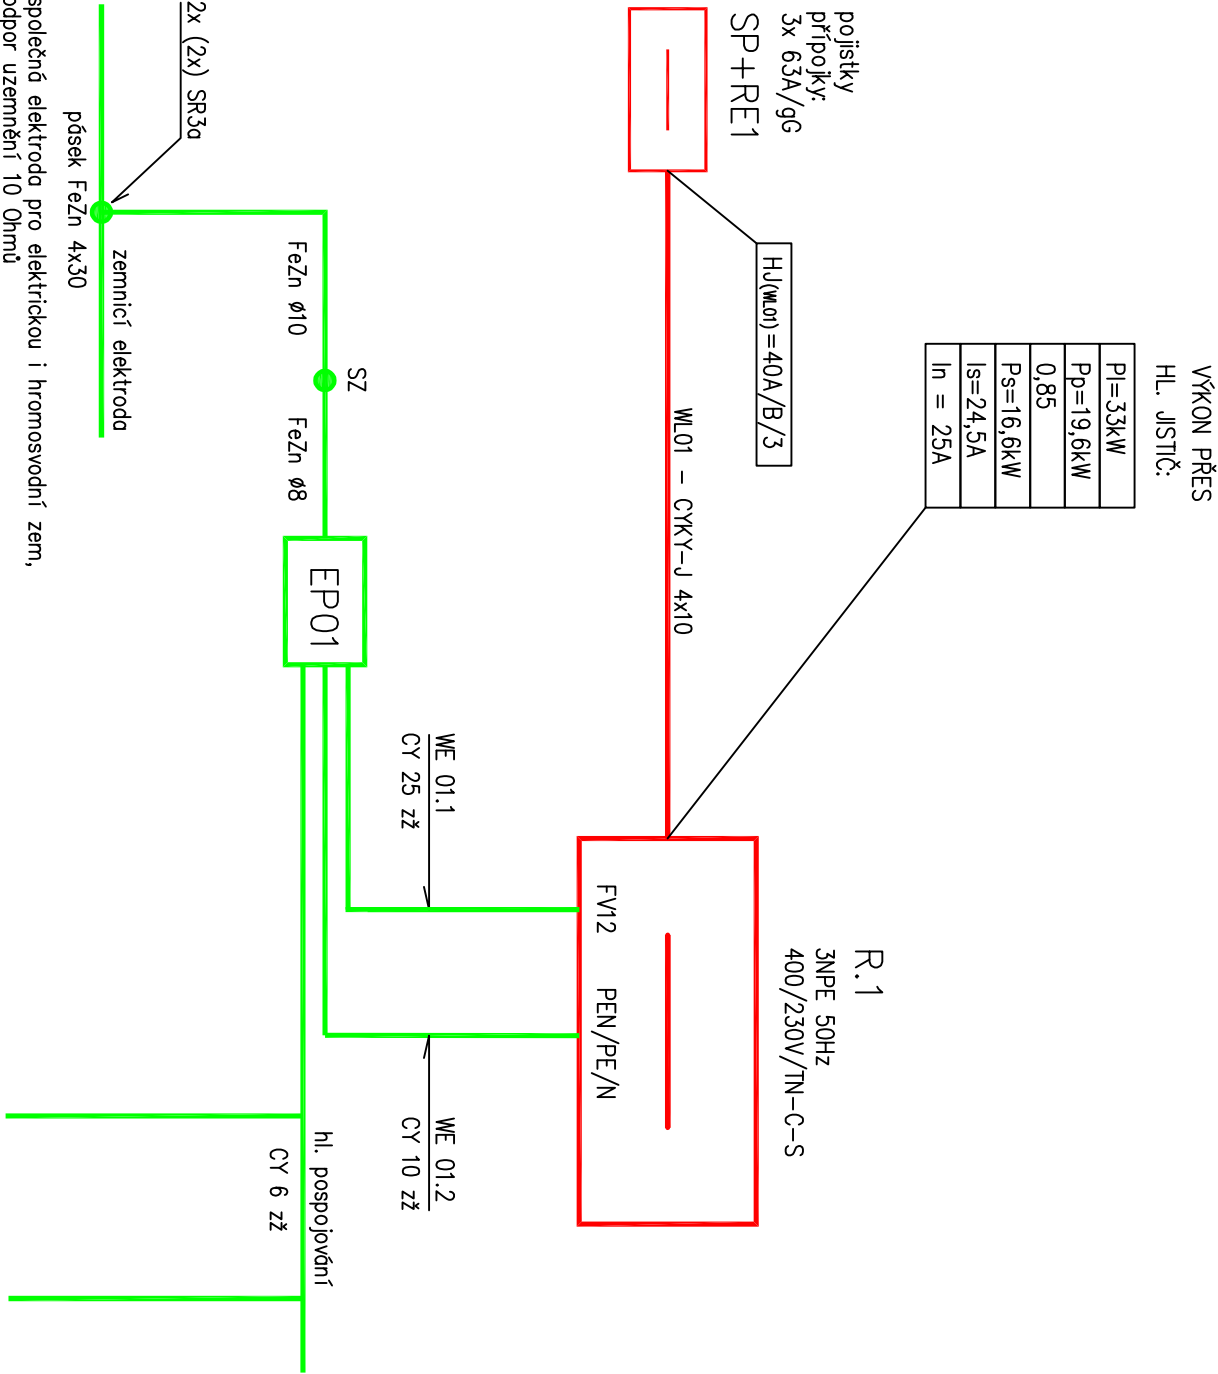 VÝKON PŘES
HL. JISTIČ:
Pi=33kW
Pp=19,6kW
0,85
Ps=16,6kW
Is=24,5A
In = 25A
pojistky
přípojky:
3x 63A/gG
SP+RE1
HJ(WL01)=40A/B/3
WL01 - CYKY-J 4x10
R.1
3NPE 50Hz
400/230V/TN-C-S
FV12
PEN/PE/N
WE 01.1
CY 25 zž
WE 01.2
CY 10 zž
SZ
FeZn ø10
FeZn ø8
EP01
hl. pospojování
CY 6 zž
2x (2x) SR3a
zemnicí elektroda
pásek FeZn 4x30
společná elektroda pro elektrickou i hromosvodní zem,
odpor uzemnění 10 Ohmů